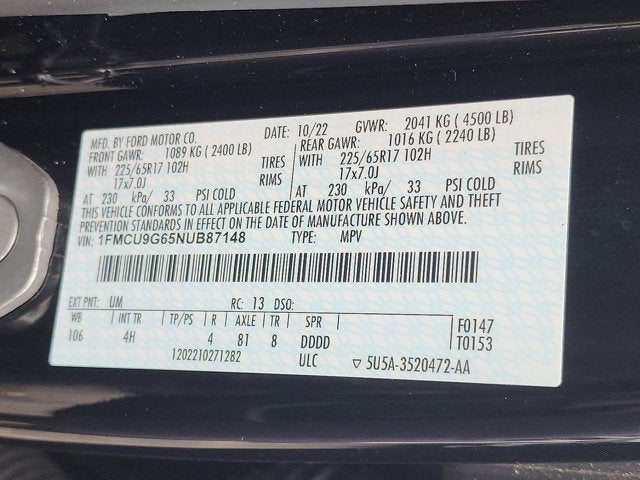 MFD. BY FORD MOTOR CO.
DATE: 10/22 GVWR: 2041 KG ( 4500 LB)
FRONT GAWR: 1089 KG ( 2400 LB) REAR GAWR: 1016 KG ( 2240 LB)
WITH 225/65R17 102H TIRES WITH 225/65R17 102H TIRES
17x7.0J RIMS 17x7.0J RIMS
AT 230 kPa/ 33 PSI COLD AT 230 kPa/ 33 PSI COLD
THIS VEHICLE CONFORMS TO ALL APPLICABLE FEDERAL MOTOR VEHICLE SAFETY AND THEFT
PREVENTION STANDARDS IN EFFECT ON THE DATE OF MANUFACTURE SHOWN ABOVE.
VIN: 1FMCU9G65NUB87148 TYPE: MPV
EXT PNT: UM RC: 13 DSO:
WB INT TR TP/PS R AXLE TR SPR F0147
106 4H 4 81 8 DDDD T0153
1202210271282 ULC ▽ 5U5A-3520472-AA